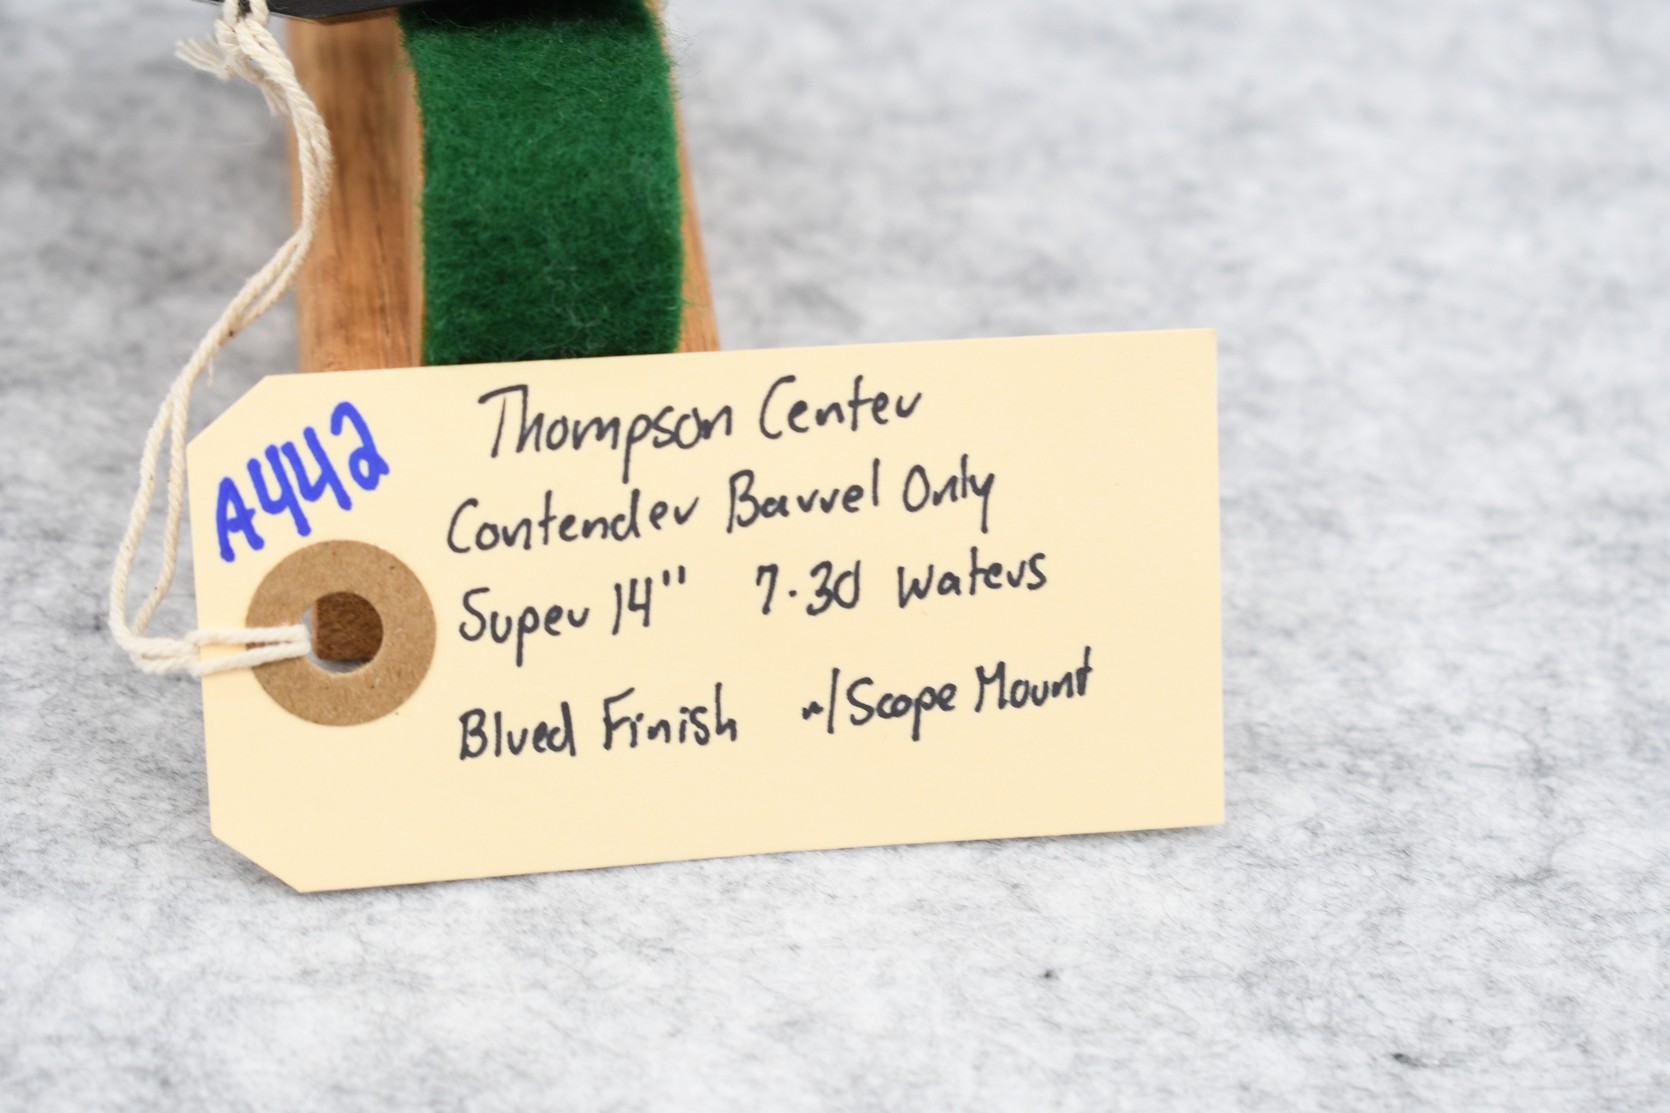 A442
Thompson Center
Contender Barrel Only
Super 14" 7-30 Waters
Blued Finish w/Scope Mount